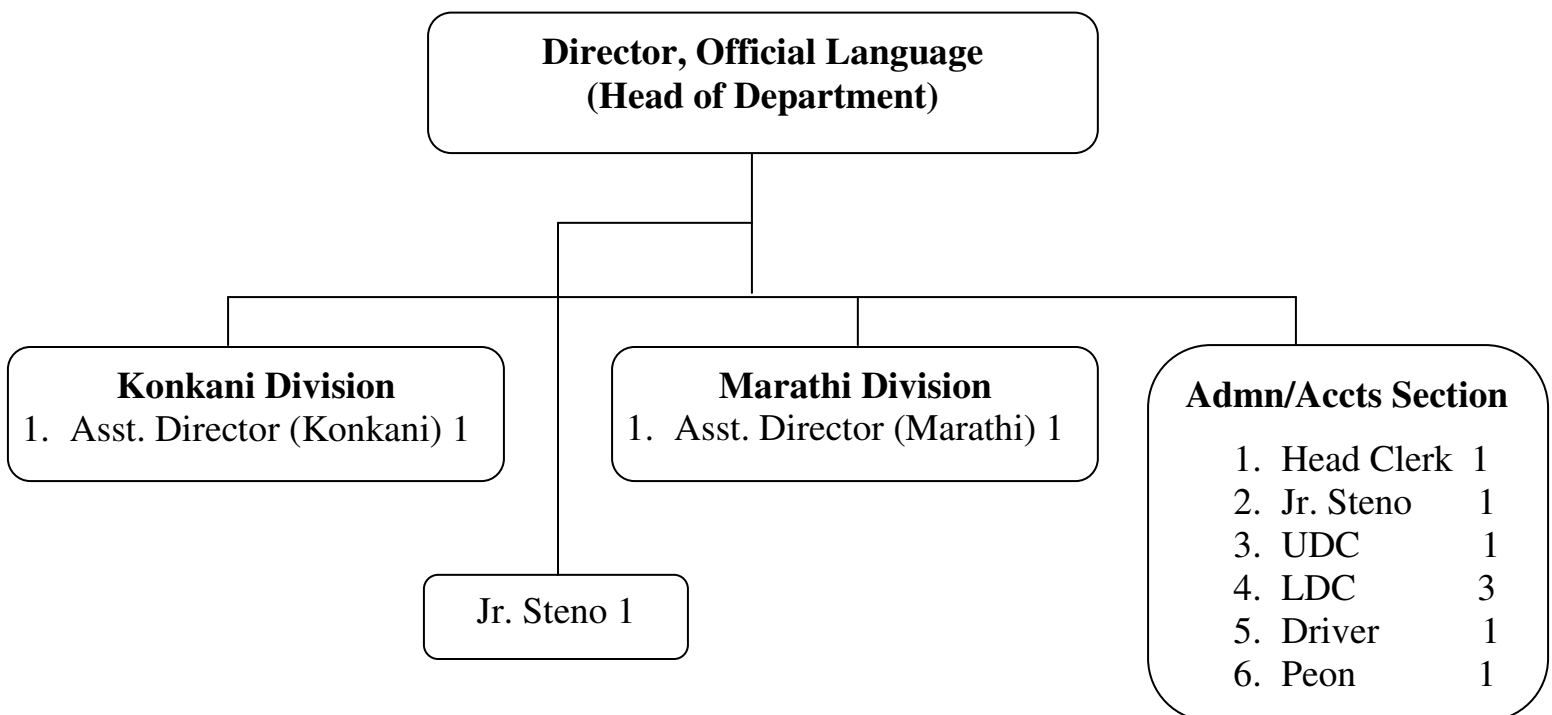 Director, Official Language
(Head of Department)
Konkani Division
1. Asst. Director (Konkani) 1
Marathi Division
1. Asst. Director (Marathi) 1
Admn/Accts Section
1. Head Clerk 1
2. Jr. Steno 1
3. UDC 1
4. LDC 3
5. Driver 1
6. Peon 1
Jr. Steno 1